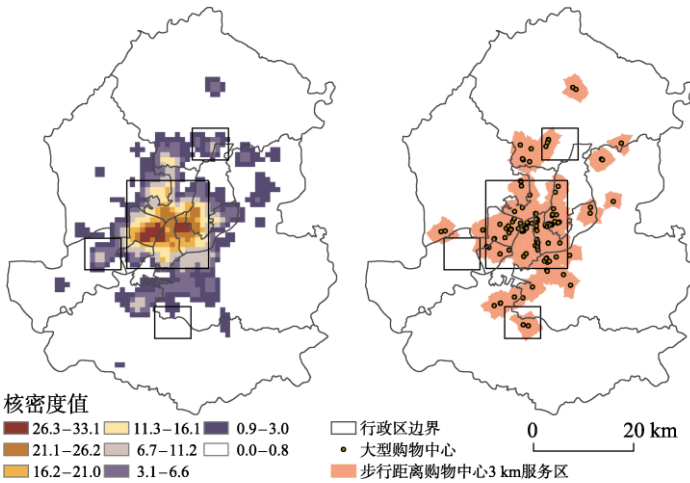 核密度值
26.3−33.1 11.3−16.1 0.9−3.0
21.1−26.2 6.7−11.2 0.0−0.8
16.2−21.0 3.1−6.6
行政区边界
大型购物中心
步行距离购物中心3 km服务区
0 20 km